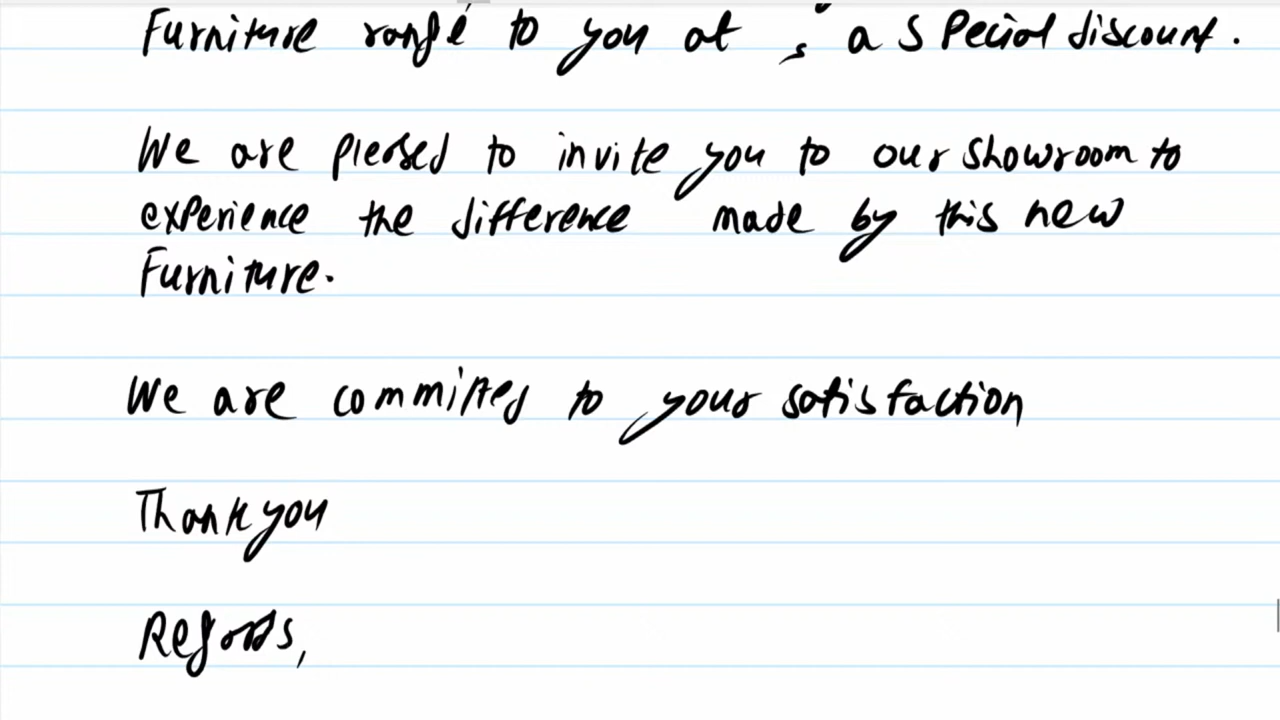 Furniture range to you at a special discount.
We are pleased to invite you to our showroom to
experience the difference made by this new
Furniture.
We are committed to your satisfaction
Thank you
Regards,